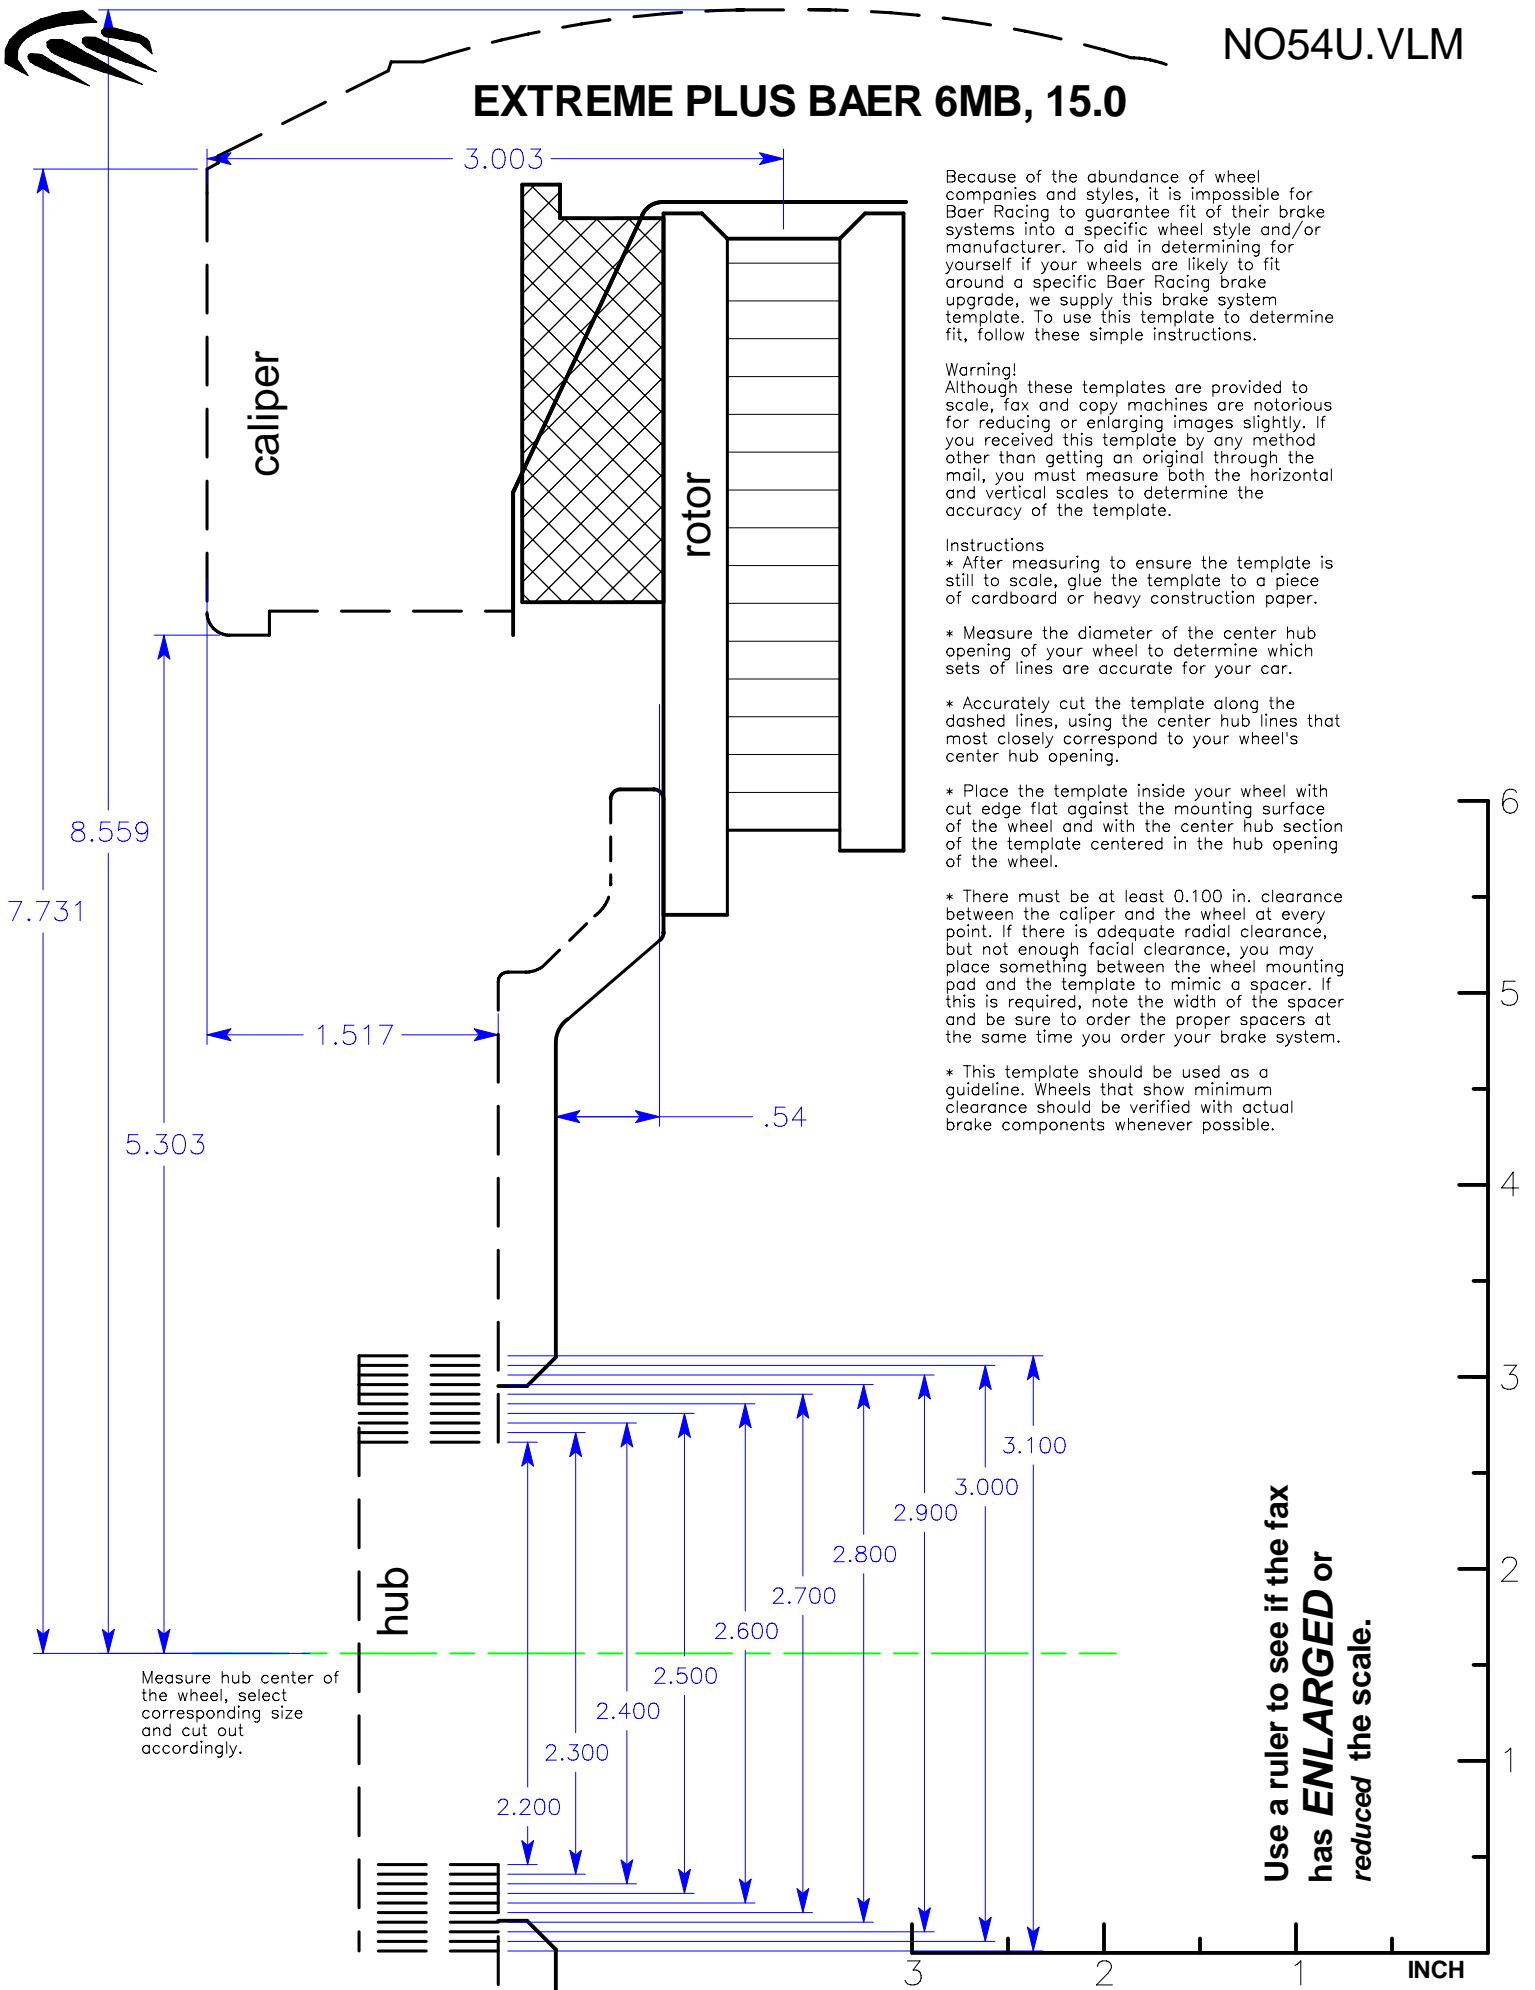 NO54U.VLM
EXTREME PLUS BAER 6MB, 15.0
3.003
Because of the abundance of wheel
companies and styles, it is impossible for
Baer Racing to guarantee fit of their brake
systems into a specific wheel style and/or
manufacturer. To aid in determining for
yourself if your wheels are likely to fit
around a specific Baer Racing brake
upgrade, we supply this brake system
template. To use this template to determine
fit, follow these simple instructions.
Warning!
Although these templates are provided to
scale, fax and copy machines are notorious
for reducing or enlarging images slightly. If
you received this template by any method
other than getting an original through the
mail, you must measure both the horizontal
and vertical scales to determine the
accuracy of the template.
Instructions
* After measuring to ensure the template is
still to scale, glue the template to a piece
of cardboard or heavy construction paper.
* Measure the diameter of the center hub
opening of your wheel to determine which
sets of lines are accurate for your car.
* Accurately cut the template along the
dashed lines, using the center hub lines that
most closely correspond to your wheel's
center hub opening.
* Place the template inside your wheel with
cut edge flat against the mounting surface
of the wheel and with the center hub section
of the template centered in the hub opening
of the wheel.
* There must be at least 0.100 in. clearance
between the caliper and the wheel at every
point. If there is adequate radial clearance,
but not enough facial clearance, you may
place something between the wheel mounting
pad and the template to mimic a spacer. If
this is required, note the width of the spacer
and be sure to order the proper spacers at
the same time you order your brake system.
* This template should be used as a
guideline. Wheels that show minimum
clearance should be verified with actual
brake components whenever possible.
caliper
rotor
8.559
7.731
1.517
.54
5.303
3.100
3.000
2.900
2.800
2.700
2.600
2.500
2.400
2.300
2.200
hub
Measure hub center of
the wheel, select
corresponding size
and cut out
accordingly.
Use a ruler to see if the fax
has ENLARGED or
reduced the scale.
6
5
4
3
2
1
3
2
1
INCH